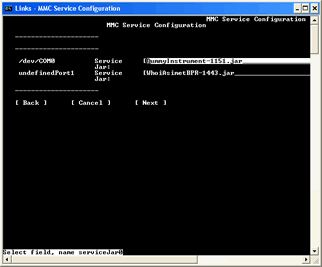 Links - MMC Service Configuration
MMC Service Configuration
MMC Service Configuration
/dev/COM0 Service Jar: [DummyInstrument-1151.jar
undefinedPort1 Service Jar: [WhoiAsimetBPR-1443.jar
[ Back ] [ Cancel ] [ Next ]
Select field, name serviceJar0